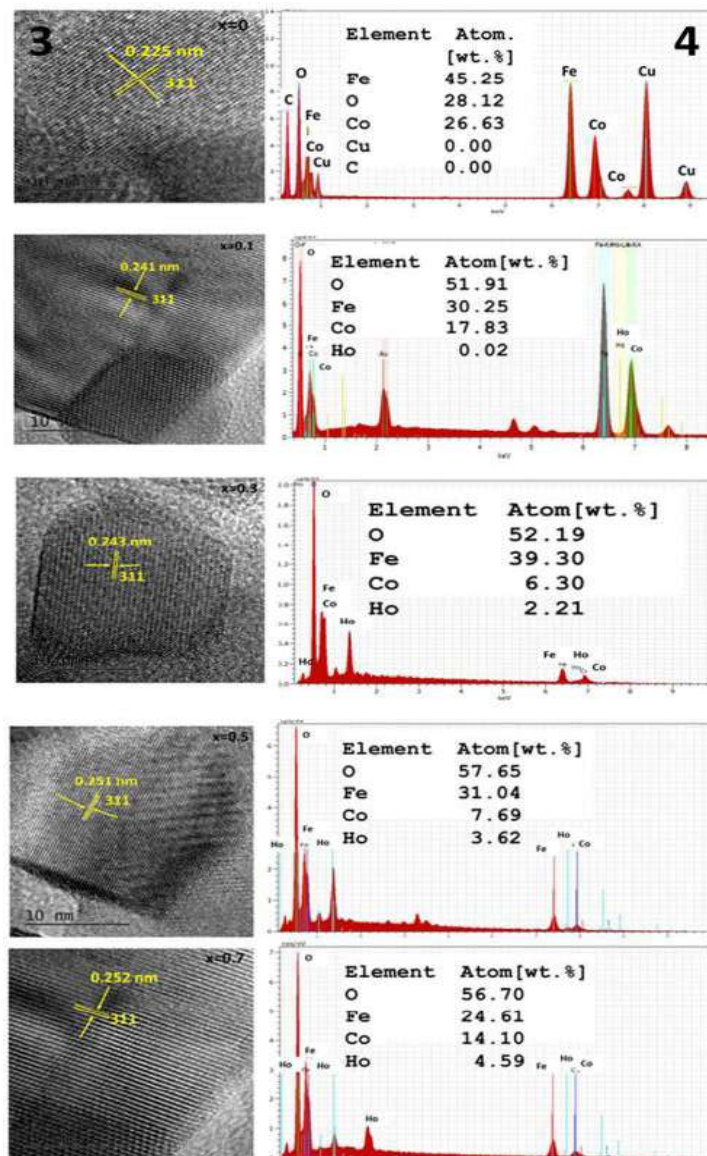 3
x=0
0.225 nm
311
4
Element Atom.
[wt.%]
Fe 45.25
O 28.12
Co 26.63
Cu 0.00
C 0.00
C
O
Fe
Co
Cu
Fe
Co
Co
Cu
Cu
x=0.1
0.241 nm
311
10 nm
Element Atom[wt.%]
O 51.91
Fe 30.25
Co 17.83
Ho 0.02
O
Fe
Co
Au
Ho
Co
keV
x=0.3
0.243 nm
311
Element Atom[wt.%]
O 52.19
Fe 39.30
Co 6.30
Ho 2.21
O
Fe
Co
Ho
Ho
Fe
Ho
Co
keV
x=0.5
0.251 nm
311
10 nm
Element Atom[wt.%]
O 57.65
Fe 31.04
Co 7.69
Ho 3.62
O
Ho
Fe
Ho
Fe
Ho
Co
x=0.7
0.252 nm
311
Element Atom[wt.%]
O 56.70
Fe 24.61
Co 14.10
Ho 4.59
O
Ho
Fe
Ho
Ho
Fe
Ho
Co